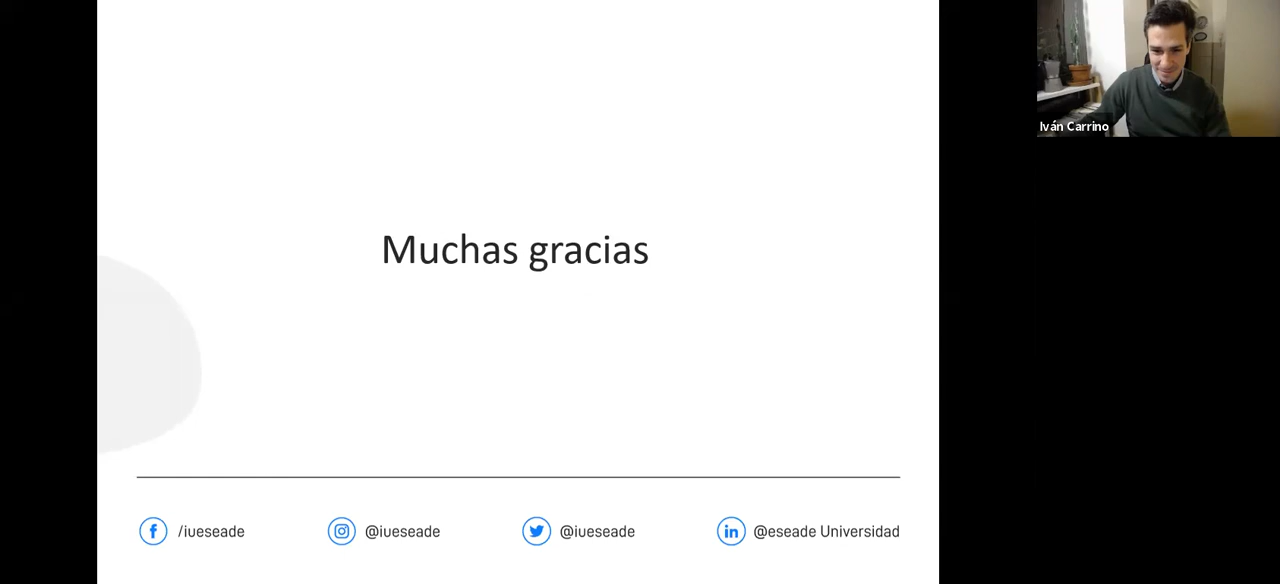 Iván Carrino
Muchas gracias
/iueseade
@iueseade
@iueseade
@eseade Universidad